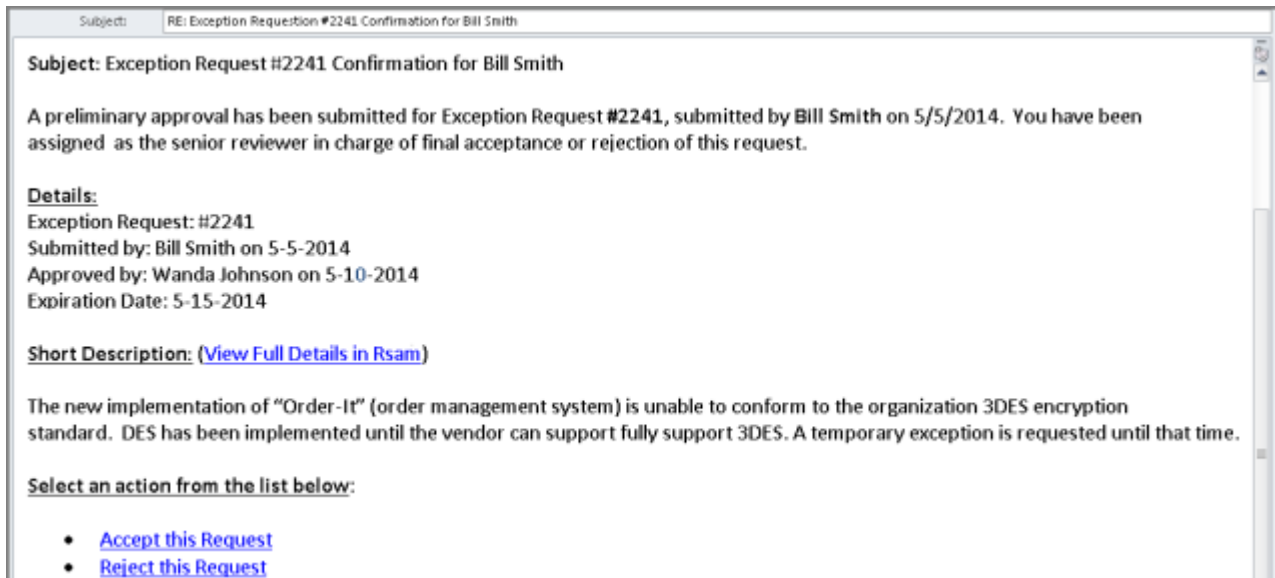 Subject: RE: Exception Requestion #2241 Confirmation for Bill Smith
Subject: Exception Request #2241 Confirmation for Bill Smith
A preliminary approval has been submitted for Exception Request #2241, submitted by Bill Smith on 5/5/2014. You have been
assigned as the senior reviewer in charge of final acceptance or rejection of this request.
Details:
Exception Request: #2241
Submitted by: Bill Smith on 5-5-2014
Approved by: Wanda Johnson on 5-10-2014
Expiration Date: 5-15-2014
Short Description: (View Full Details in Rsam)
The new implementation of “Order-It” (order management system) is unable to conform to the organization 3DES encryption
standard. DES has been implemented until the vendor can support fully support 3DES. A temporary exception is requested until that time.
Select an action from the list below:
• Accept this Request
• Reject this Request